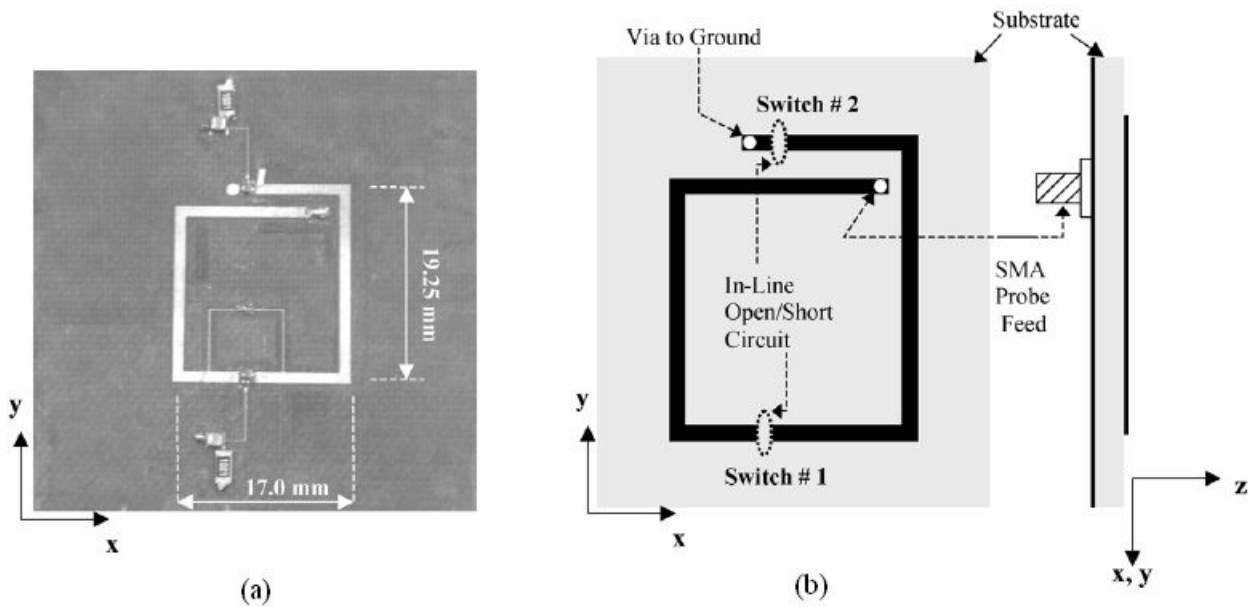 19.25 mm
17.0 mm
y
x
(a)
Substrate
Via to Ground
Switch # 2
In-Line
Open/Short
Circuit
SMA
Probe
Feed
Switch # 1
y
x
z
x, y
(b)